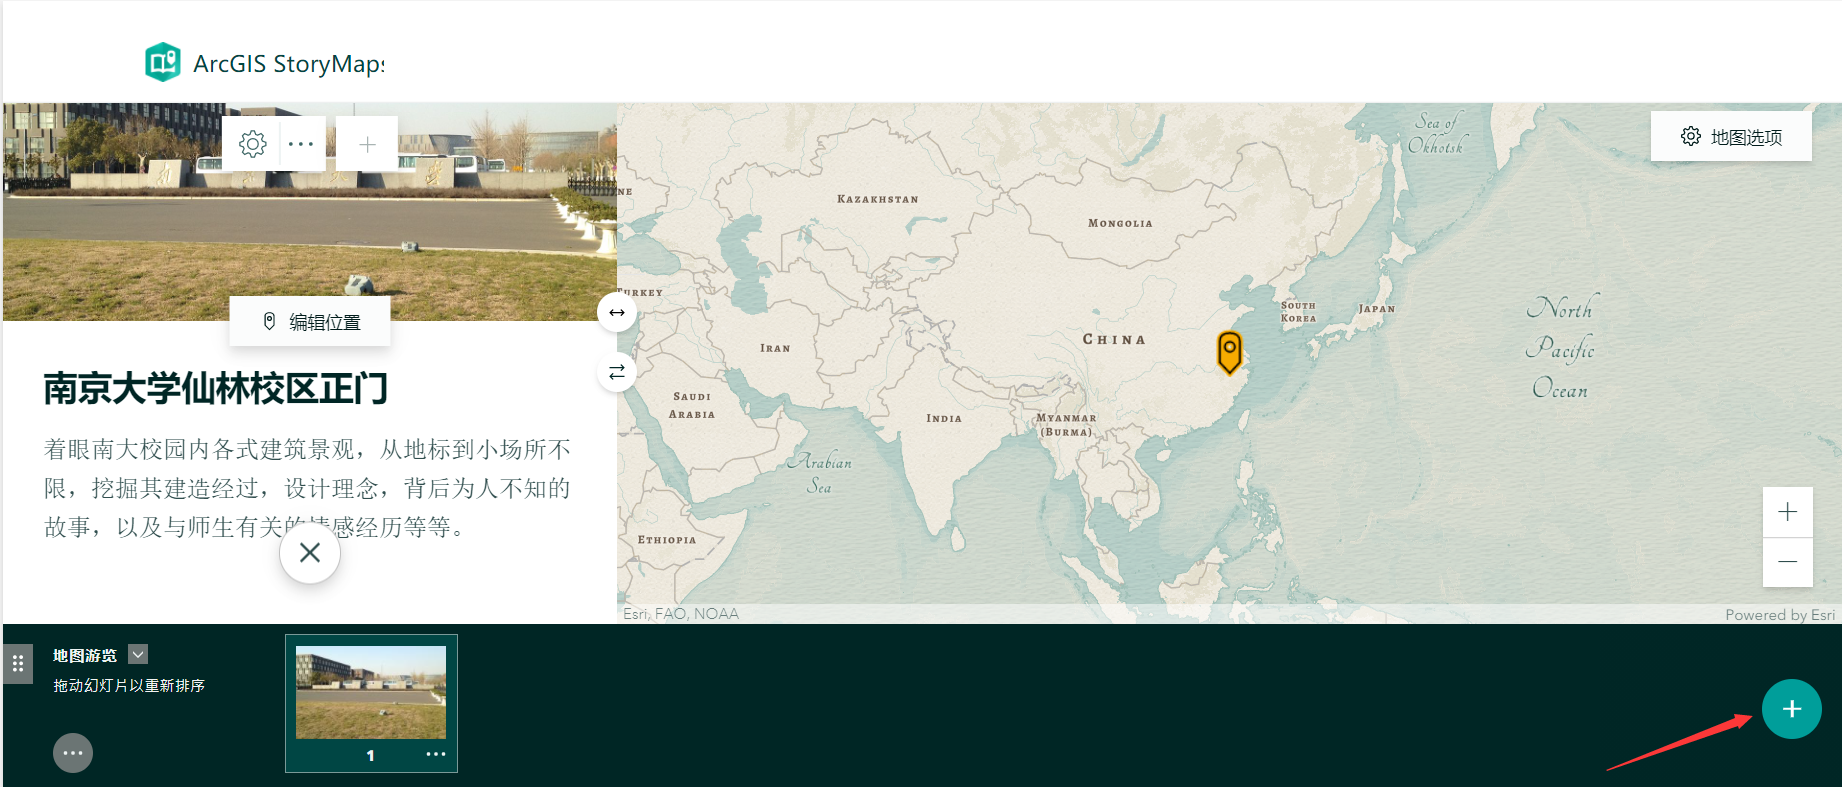 ArcGIS StoryMaps
地图选项
编辑位置
南京大学仙林校区正门
着眼南大校园内各式建筑景观，从地标到小场所不
限，挖掘其建造经过，设计理念，背后为人不知的
故事，以及与师生有关的情感经历等等。
Sea of
Okhotsk
KAZAKHSTAN
MONGOLIA
NE
TURKEY
SOUTH
KOREA
JAPAN
North
Pacific
Ocean
CHINA
IRAN
SAUDI
ARABIA
INDIA
MYANMAR
(BURMA)
Arabian
Sea
ETHIOPIA
Esri, FAO, NOAA
Powered by Esri
地图游览
拖动幻灯片以重新排序
1